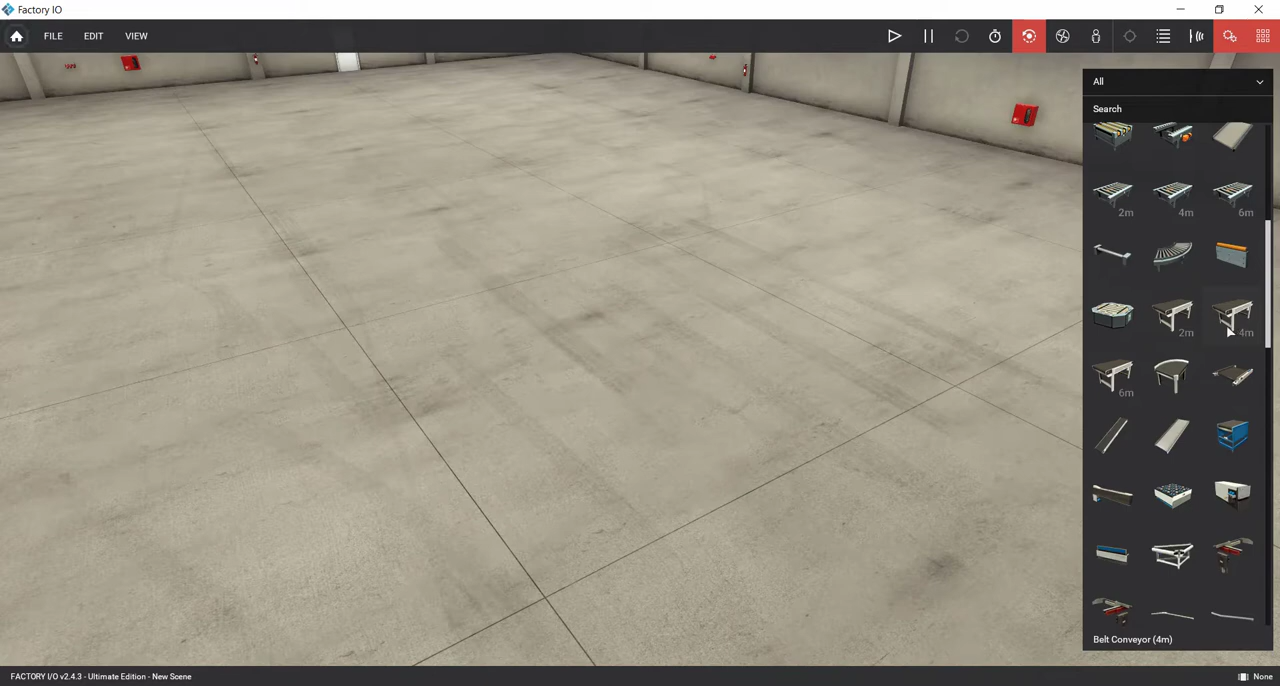 Factory IO
FILE EDIT VIEW
All
Search
2m 4m 6m
2m 4m
6m
Belt Conveyor (4m)
FACTORY I/O v2.4.3 - Ultimate Edition - New Scene
None